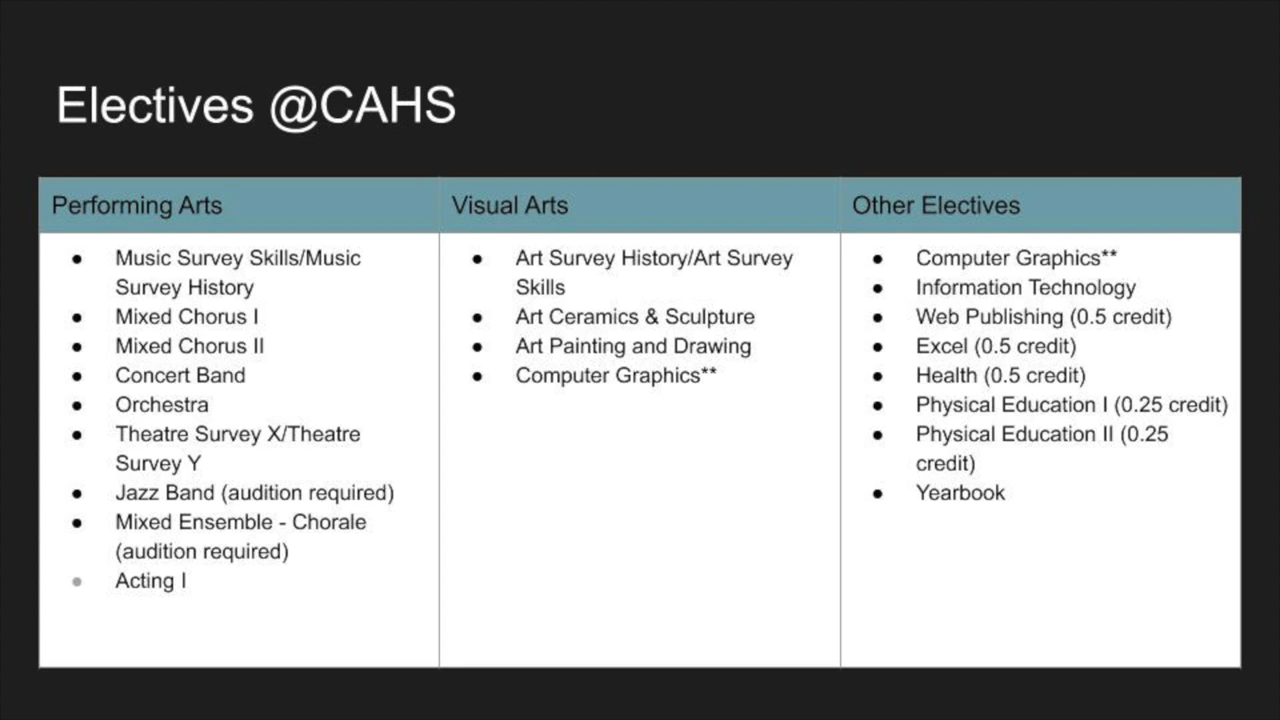 Electives @CAHS
Performing Arts
● Music Survey Skills/Music
Survey History
● Mixed Chorus I
● Mixed Chorus II
● Concert Band
● Orchestra
● Theatre Survey X/Theatre
Survey Y
● Jazz Band (audition required)
● Mixed Ensemble - Chorale
(audition required)
● Acting I
Visual Arts
● Art Survey History/Art Survey
Skills
● Art Ceramics & Sculpture
● Art Painting and Drawing
● Computer Graphics**
Other Electives
● Computer Graphics**
● Information Technology
● Web Publishing (0.5 credit)
● Excel (0.5 credit)
● Health (0.5 credit)
● Physical Education I (0.25 credit)
● Physical Education II (0.25
credit)
● Yearbook